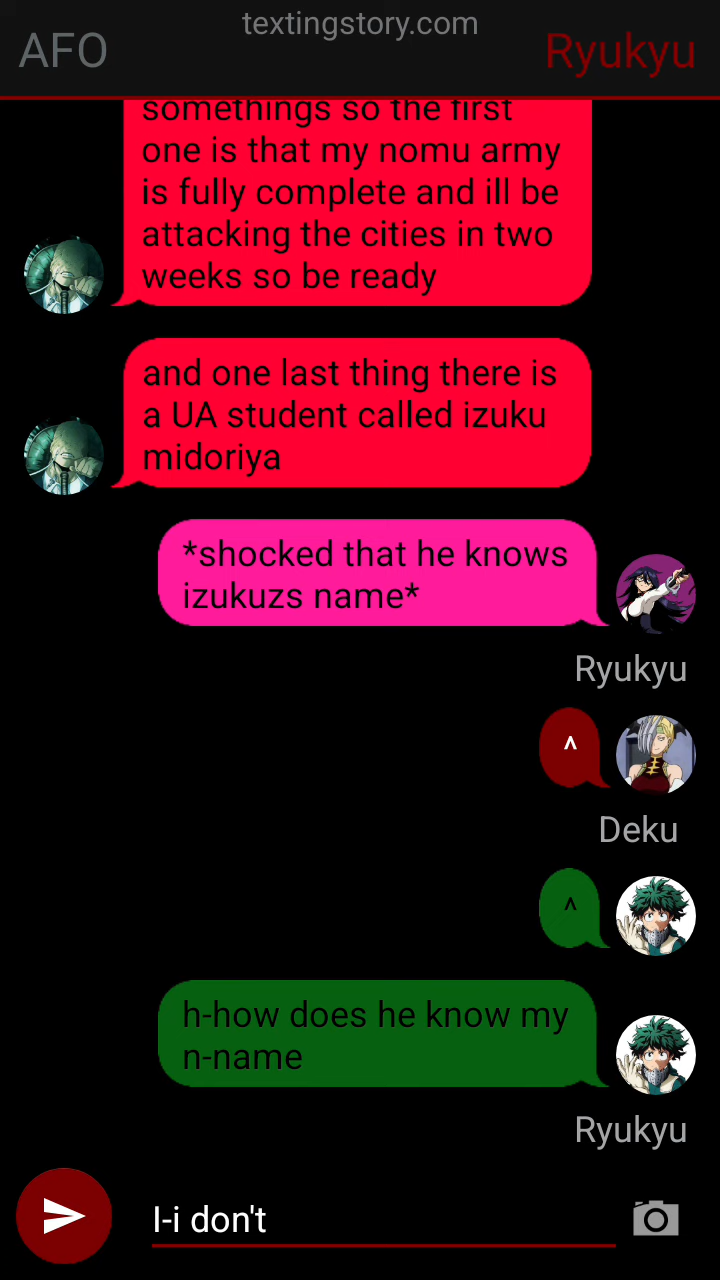 textingstory.com
AFO
Ryukyu
somethings so the first
one is that my nomu army
is fully complete and ill be
attacking the cities in two
weeks so be ready
and one last thing there is
a UA student called izuku
midoriya
*shocked that he knows
izukuzs name*
Ryukyu
^
Deku
^
h-how does he know my
n-name
Ryukyu
I-i don't